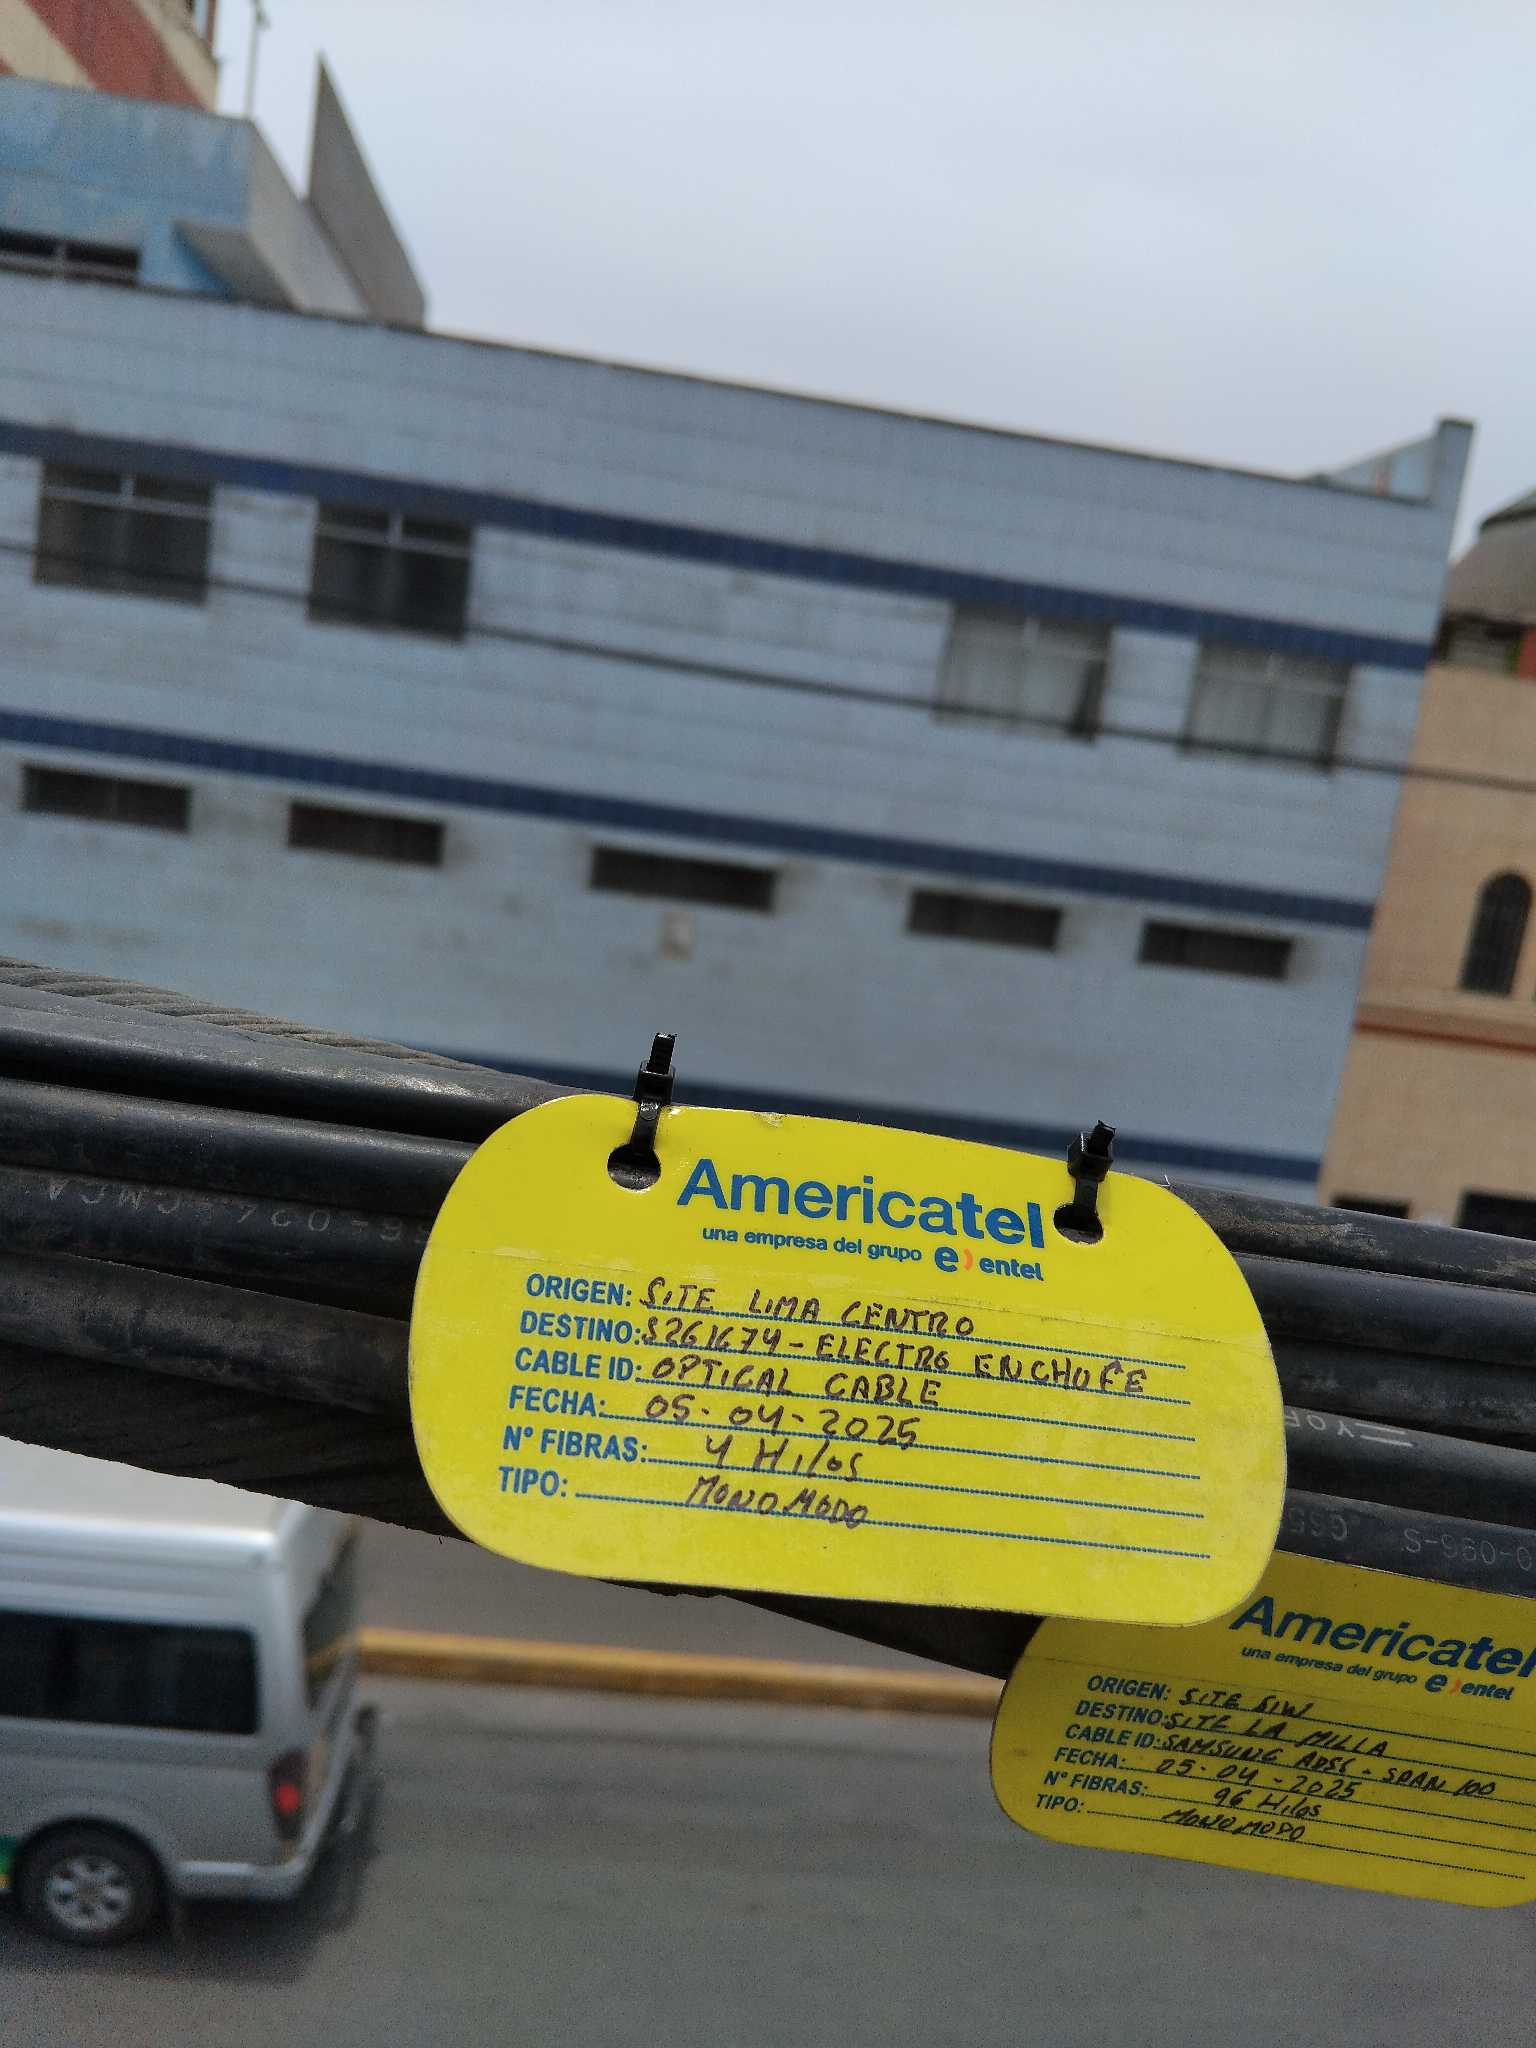 Americatel
una empresa del grupo e) entel
ORIGEN: SITE LIMA CENTRO
DESTINO: S261674 - ELECTRO ENCHUFE
CABLE ID: OPTICAL CABLE
FECHA: 05-04-2025
N° FIBRAS: 4 Hilos
TIPO: MONOMODO
Americatel
una empresa del grupo e) entel
ORIGEN: SITE SIW
DESTINO: SITE LA MILLA
CABLE ID: SAMSUNG ADSS - SPAN 100
FECHA: 05-04-2025
N° FIBRAS: 96 Hilos
TIPO: MONOMODO